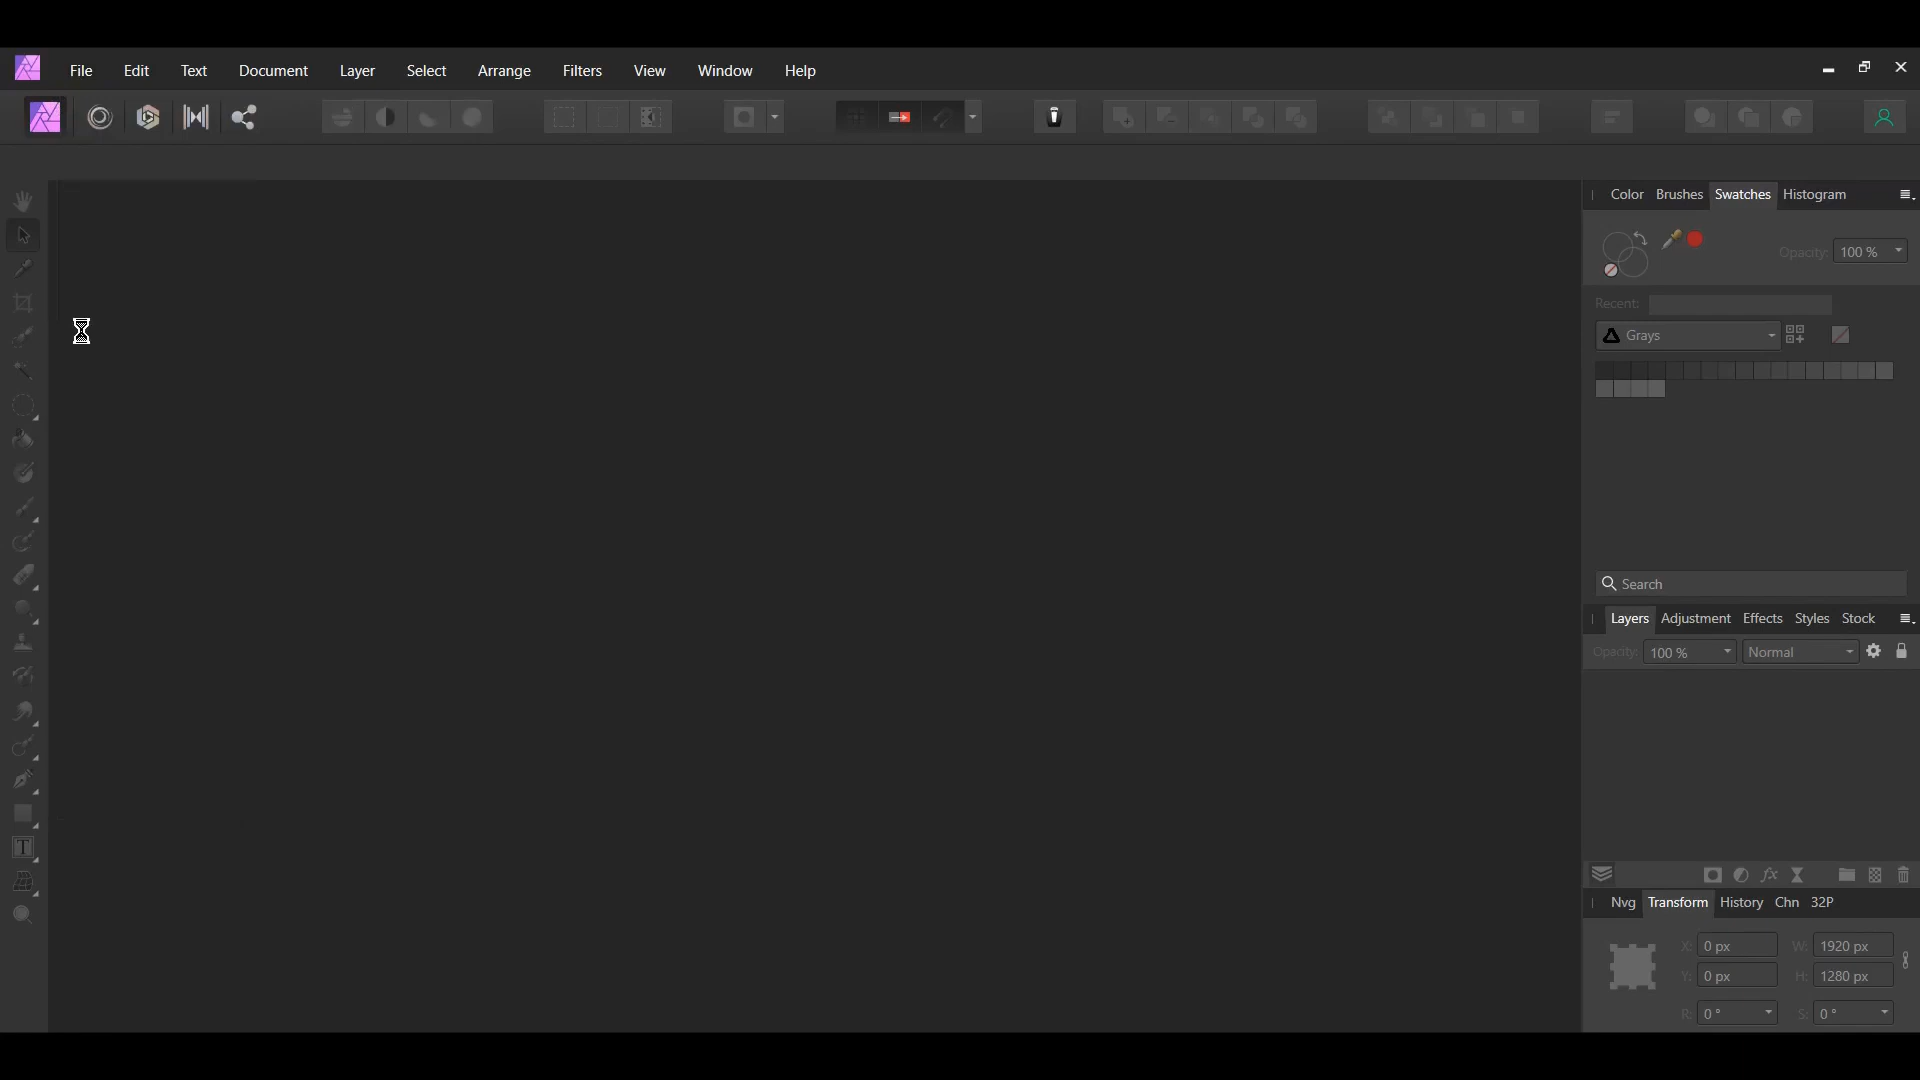 File Edit Text Document Layer Select Arrange Filters View Window Help
Color Brushes Swatches Histogram
Opacity: 100 %
Recent:
Grays
Search
Layers Adjustment Effects Styles Stock
Opacity: 100 % Normal
fx
Nvg Transform History Chn 32P
X: 0 px W: 1920 px
Y: 0 px H: 1280 px
R: 0 ° S: 0 °